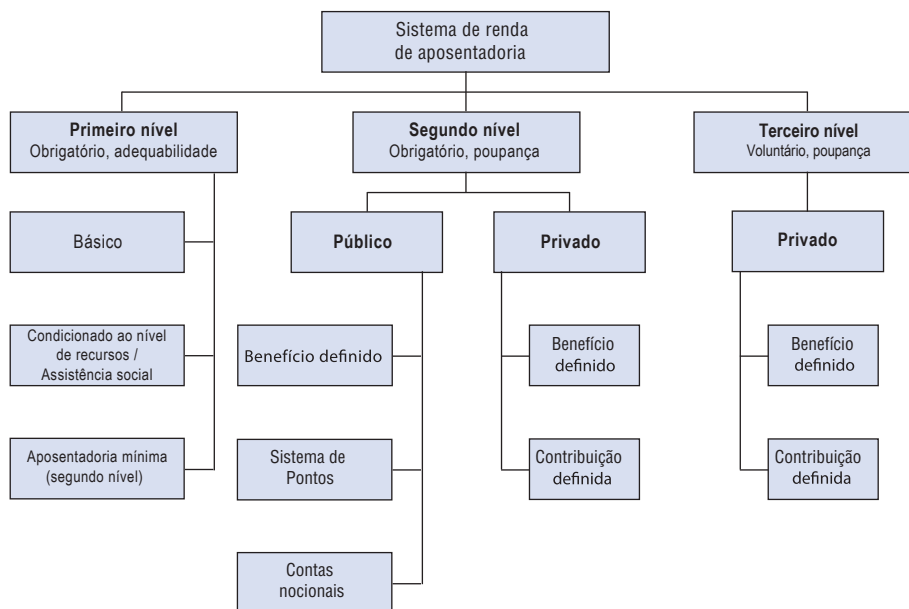 Sistema de renda
de aposentadoria
Primeiro nível
Obrigatório, adequabilidade
Segundo nível
Obrigatório, poupança
Terceiro nível
Voluntário, poupança
Básico
Público
Privado
Privado
Condicionado ao nível
de recursos /
Assistência social
Benefício definido
Benefício
definido
Benefício
definido
Aposentadoria mínima
(segundo nível)
Sistema de
Pontos
Contribuição
definida
Contribuição
definida
Contas
nocionais